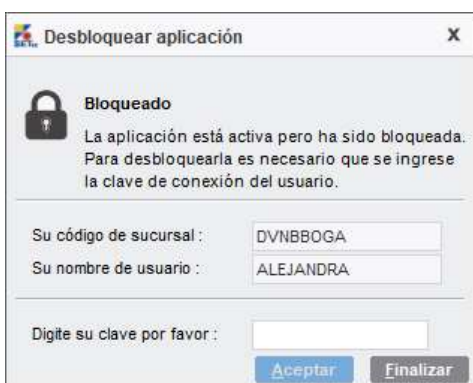 Desbloquear aplicación X
Bloqueado
La aplicación está activa pero ha sido bloqueada.
Para desbloquearla es necesario que se ingrese
la clave de conexión del usuario.
Su código de sucursal : DVNBBOGA
Su nombre de usuario : ALEJANDRA
Digite su clave por favor :
Aceptar Finalizar